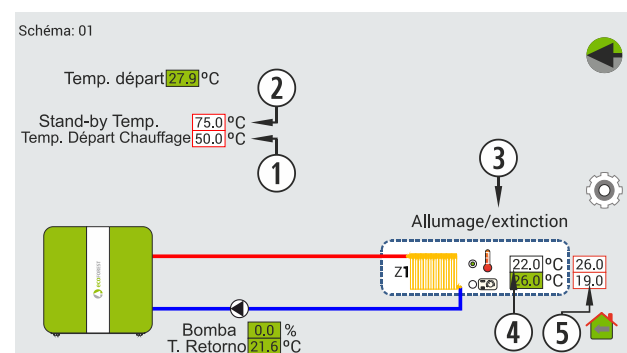 Schéma: 01
Temp. départ 27.9 ºC
2
Stand-by Temp. 75.0 ºC
Temp. Départ Chauffage 50.0 ºC
1
3
Allumage/extinction
Z1 22.0 ºC 26.0
26.0 ºC 19.0
ECOFOREST
4 5
Bomba 0.0 %
T. Retorno 21.6 ºC